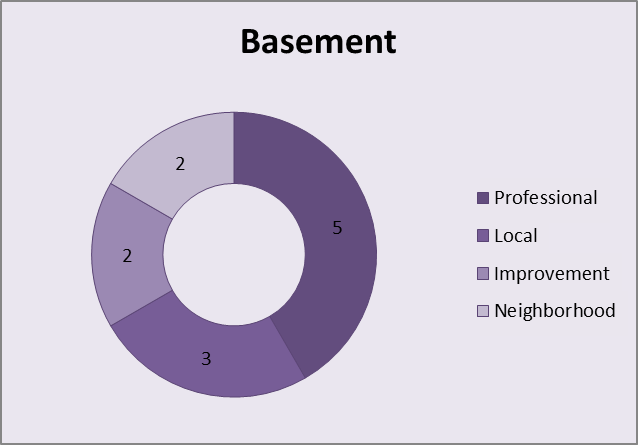 Basement
2
5
2
3
Professional
Local
Improvement
Neighborhood